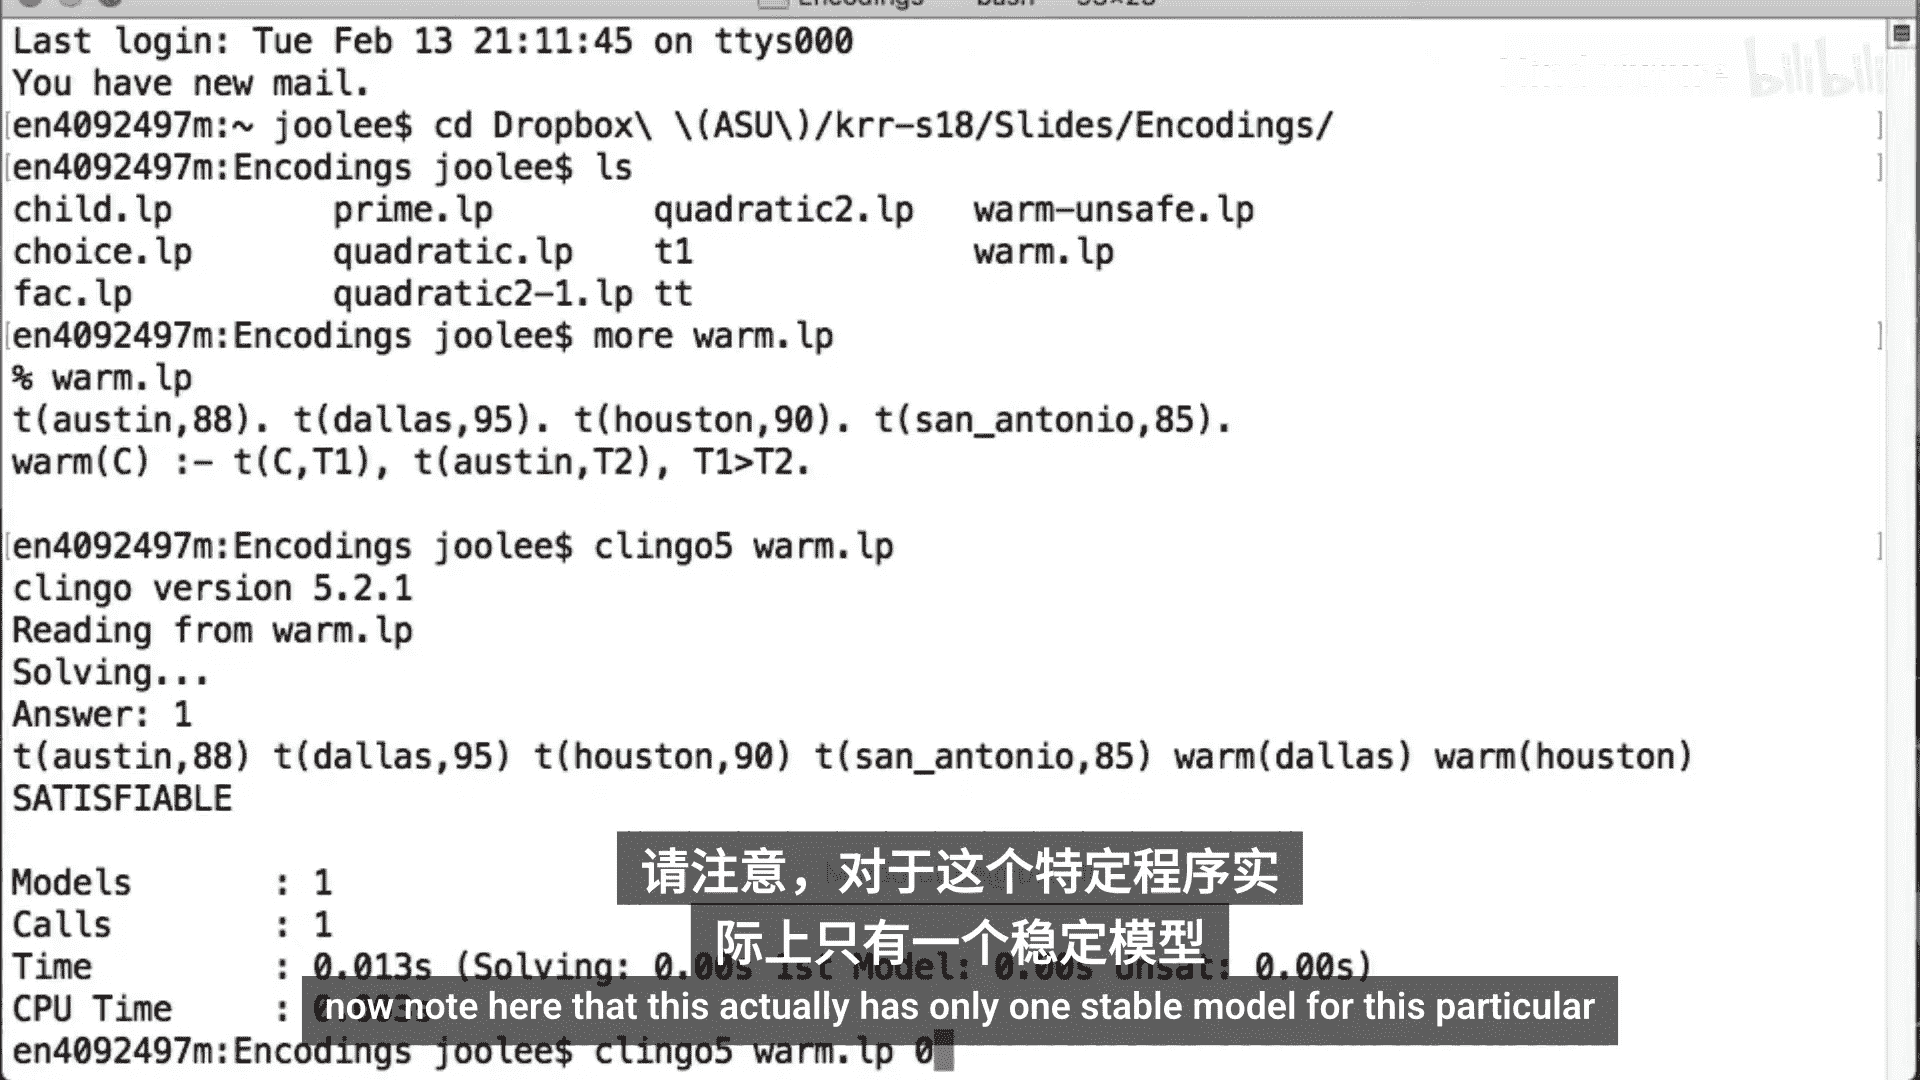 Encodings — bash — 93×25
Last login: Tue Feb 13 21:11:45 on ttys000
You have new mail.
bilibili
[en4092497m:~ joolee$ cd Dropbox\ \(ASU\)/krr-s18/Slides/Encodings/ ]
[en4092497m:Encodings joolee$ ls ]
child.lp prime.lp quadratic2.lp warm-unsafe.lp
choice.lp quadratic.lp t1 warm.lp
fac.lp quadratic2-1.lp tt
[en4092497m:Encodings joolee$ more warm.lp ]
% warm.lp
t(austin,88). t(dallas,95). t(houston,90). t(san_antonio,85).
warm(C) :- t(C,T1), t(austin,T2), T1>T2.
[en4092497m:Encodings joolee$ clingo5 warm.lp ]
clingo version 5.2.1
Reading from warm.lp
Solving...
Answer: 1
t(austin,88) t(dallas,95) t(houston,90) t(san_antonio,85) warm(dallas) warm(houston)
SATISFIABLE
Models : 1
Calls : 1
Time : 0.013s (Solving: 0.00s 1st Model: 0.00s Unsat: 0.00s)
CPU Time : 0.003s
en4092497m:Encodings joolee$ clingo5 warm.lp 0
请注意，对于这个特定程序实
际上只有一个稳定模型
now note here that this actually has only one stable model for this particular